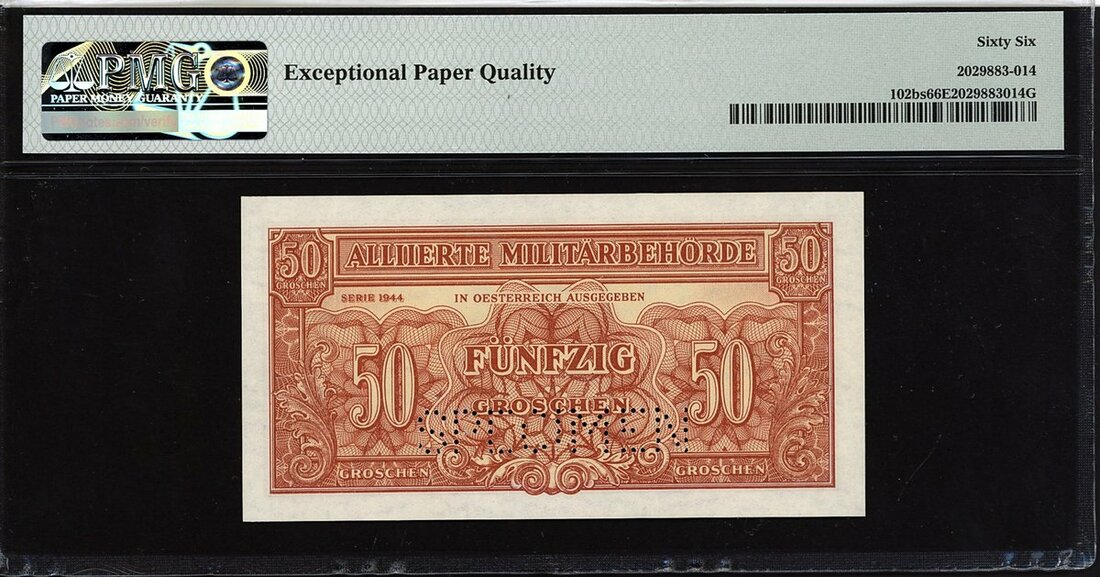 PMG
PAPER MONEY GUARANTY
Exceptional Paper Quality
Sixty Six
2029883-014
102bs66E2029883014G
50
GROSCHEN
ALLIIERTE MILITÄRBEHÖRDE
50
GROSCHEN
SERIE 1944
IN OESTERREICH AUSGEGEBEN
50
FÜNFZIG
50
GROSCHEN
SPECIMEN
GROSCHEN
GROSCHEN